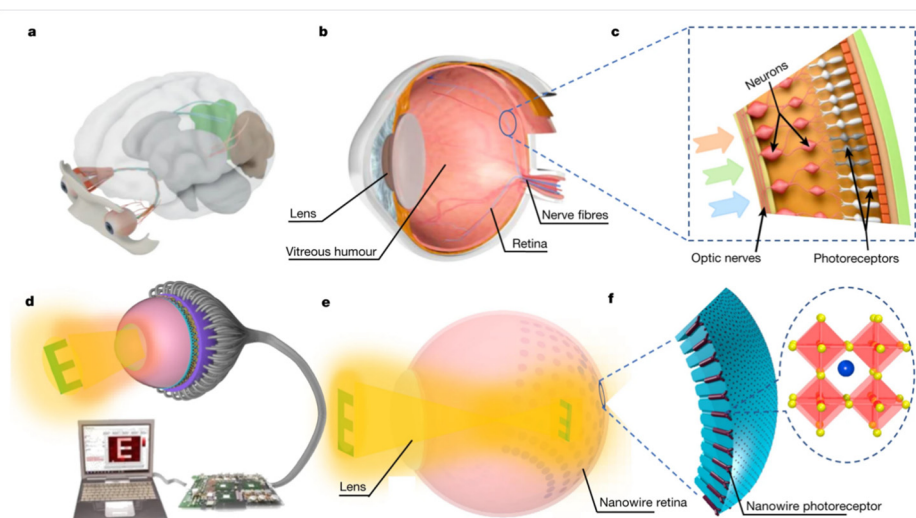 a
b
c
Neurons
Lens
Vitreous humour
Retina
Nerve fibres
Optic nerves
Photoreceptors
d
E
E
e
E
E
Lens
Nanowire retina
f
Nanowire photoreceptor